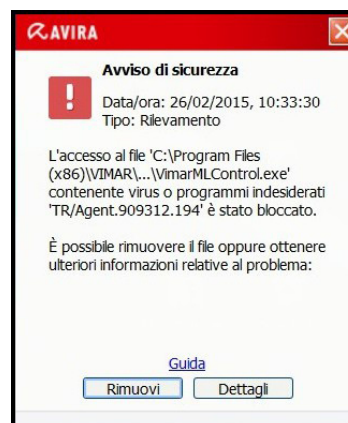 AVIRA
Avviso di sicurezza
Data/ora: 26/02/2015, 10:33:30
Tipo: Rilevamento
L'accesso al file 'C:\Program Files
(x86)\VIMAR\...\VimarMLControl.exe'
contenente virus o programmi indesiderati
'TR/Agent.909312.194' è stato bloccato.
È possibile rimuovere il file oppure ottenere
ulteriori informazioni relative al problema:
Guida
Rimuovi
Dettagli